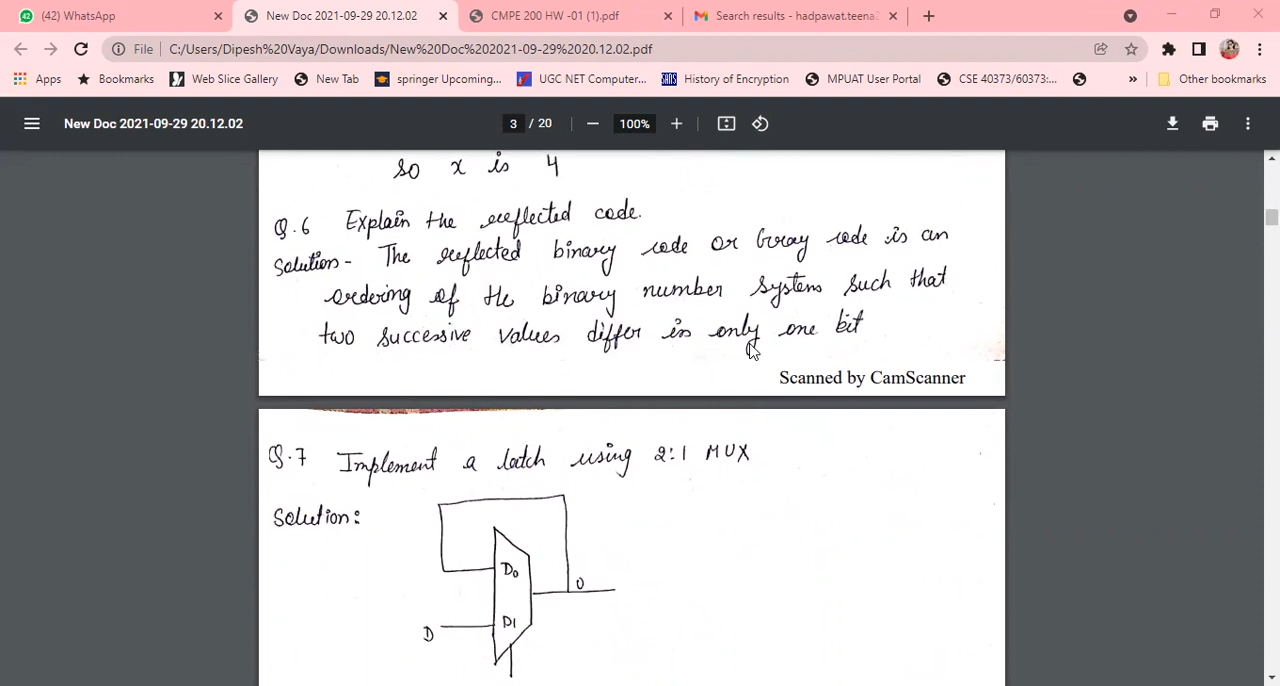 (42) WhatsApp
New Doc 2021-09-29 20.12.02
CMPE 200 HW -01 (1).pdf
Search results - hadpawat.teena2
File
C:/Users/Dipesh%20Vaya/Downloads/New%20Doc%202021-09-29%2020.12.02.pdf
Apps
Bookmarks
Web Slice Gallery
New Tab
springer Upcoming...
UGC NET Computer...
History of Encryption
MPUAT User Portal
CSE 40373/60373:...
»
Other bookmarks
New Doc 2021-09-29 20.12.02
3 / 20
100%
so x is 4
Q.6 Explain the reflected code.
Solution- The reflected binary code or Gray code is an
ordering of the binary number system such that
two successive values differ in only one bit
Scanned by CamScanner
Q.7 Implement a latch using 2:1 MUX
Solution:
D0
O
D
D1